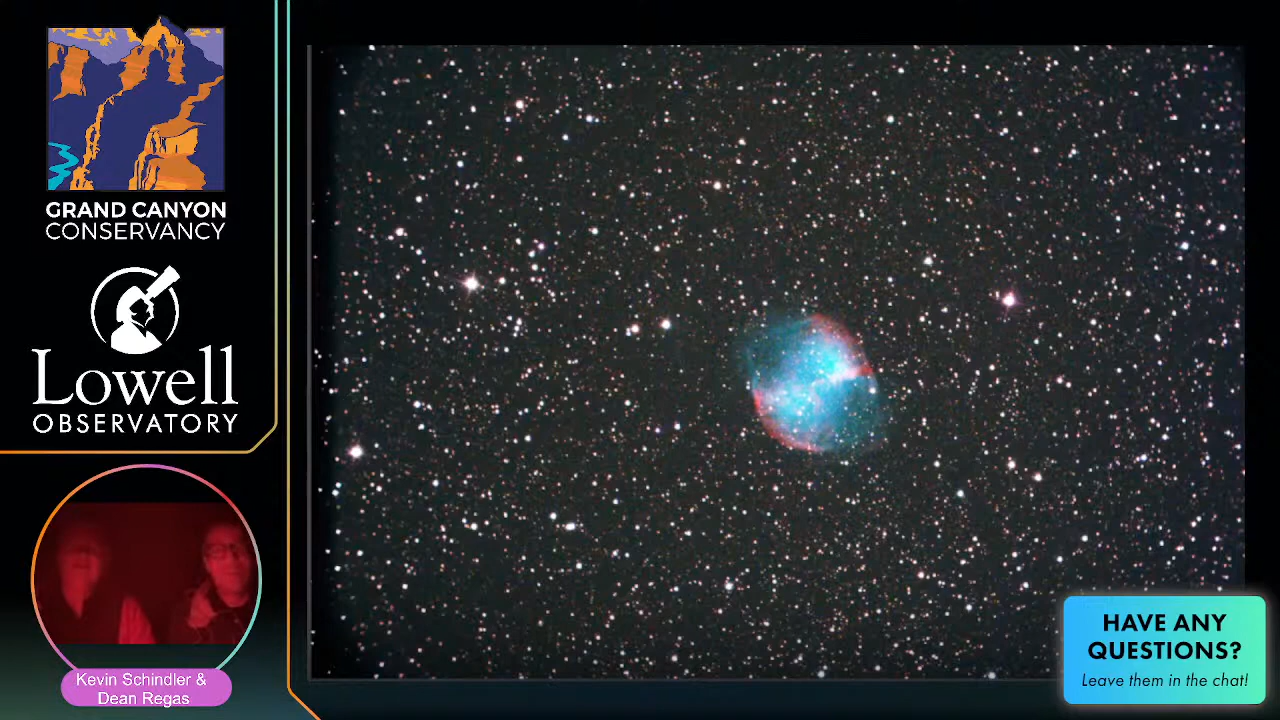 GRAND CANYON
CONSERVANCY
Lowell
OBSERVATORY
Kevin Schindler &
Dean Regas
HAVE ANY
QUESTIONS?
Leave them in the chat!